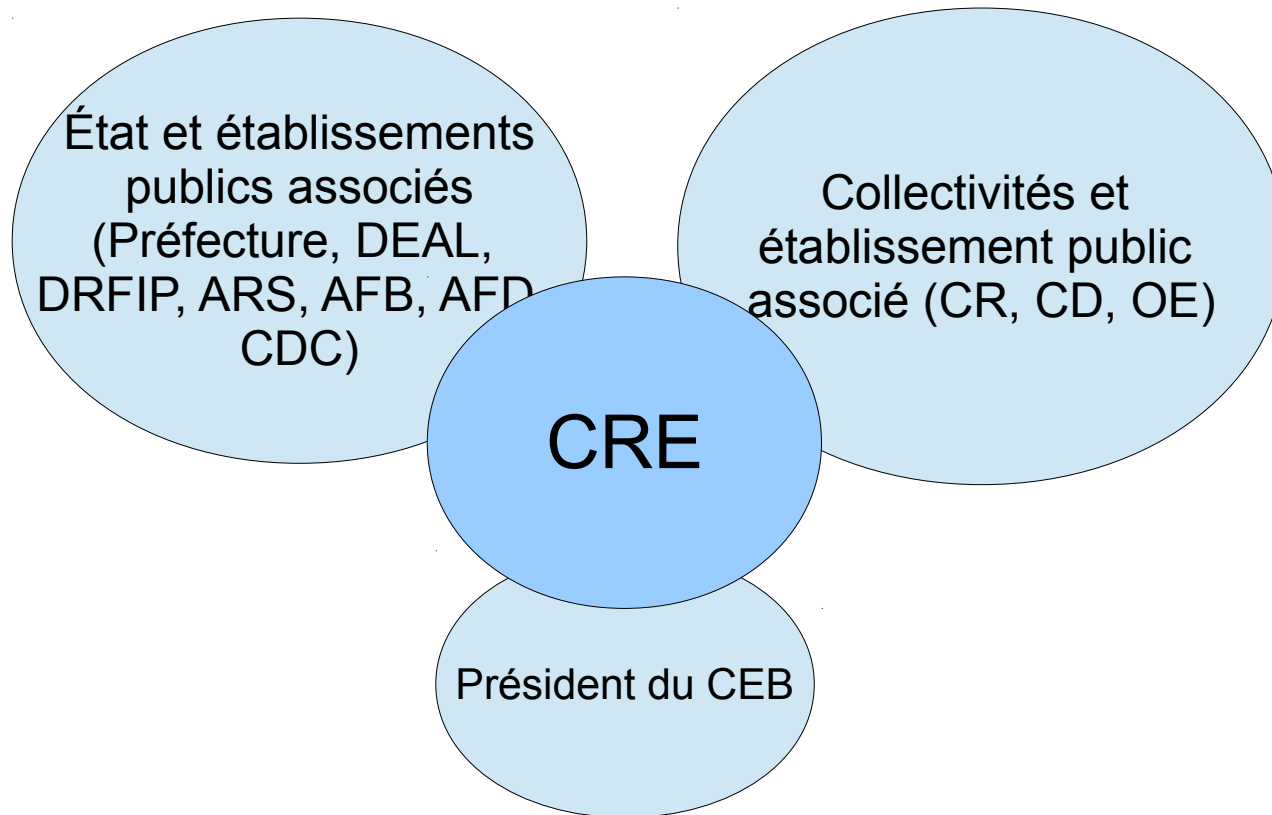 État et établissements
publics associés
(Préfecture, DEAL,
DRFIP, ARS, AFB, AFD
CDC)
Collectivités et
établissement public
associé (CR, CD, OE)
CRE
Président du CEB